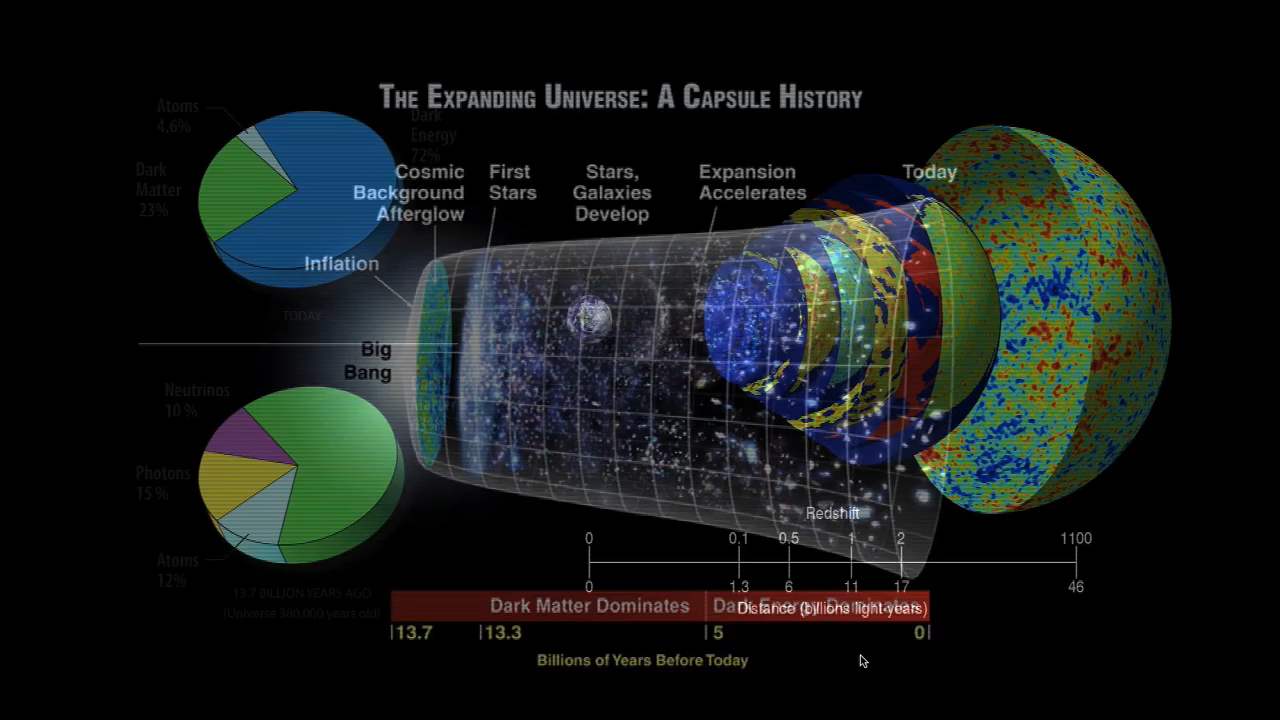 THE EXPANDING UNIVERSE: A CAPSULE HISTORY
Atoms
4.6%
Dark
Energy
72%
Dark
Matter
23%
Cosmic
Background
Afterglow
First
Stars
Stars,
Galaxies
Develop
Expansion
Accelerates
Today
Inflation
TODAY
Big
Bang
Neutrinos
10 %
Photons
15 %
Atoms
12%
13.7 BILLION YEARS AGO
(Universe 380,000 years old)
Redshift
0 0.1 0.5 1 2 1100
0 1.3 6 11 17 46
Distance (billions light-years)
Dark Matter Dominates
Dark Energy Dominates
13.7 13.3 5 0
Billions of Years Before Today